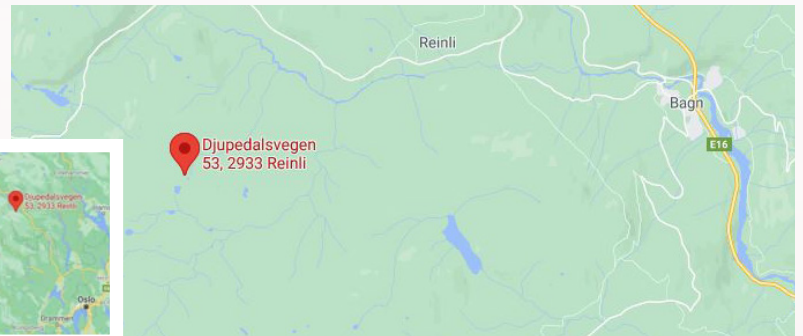 Reinli
Bagn
E16
Djupedalsvegen
53, 2933 Reinli
Djupedalsvegen
53, 2933 Reinli
Oslo
Drammen